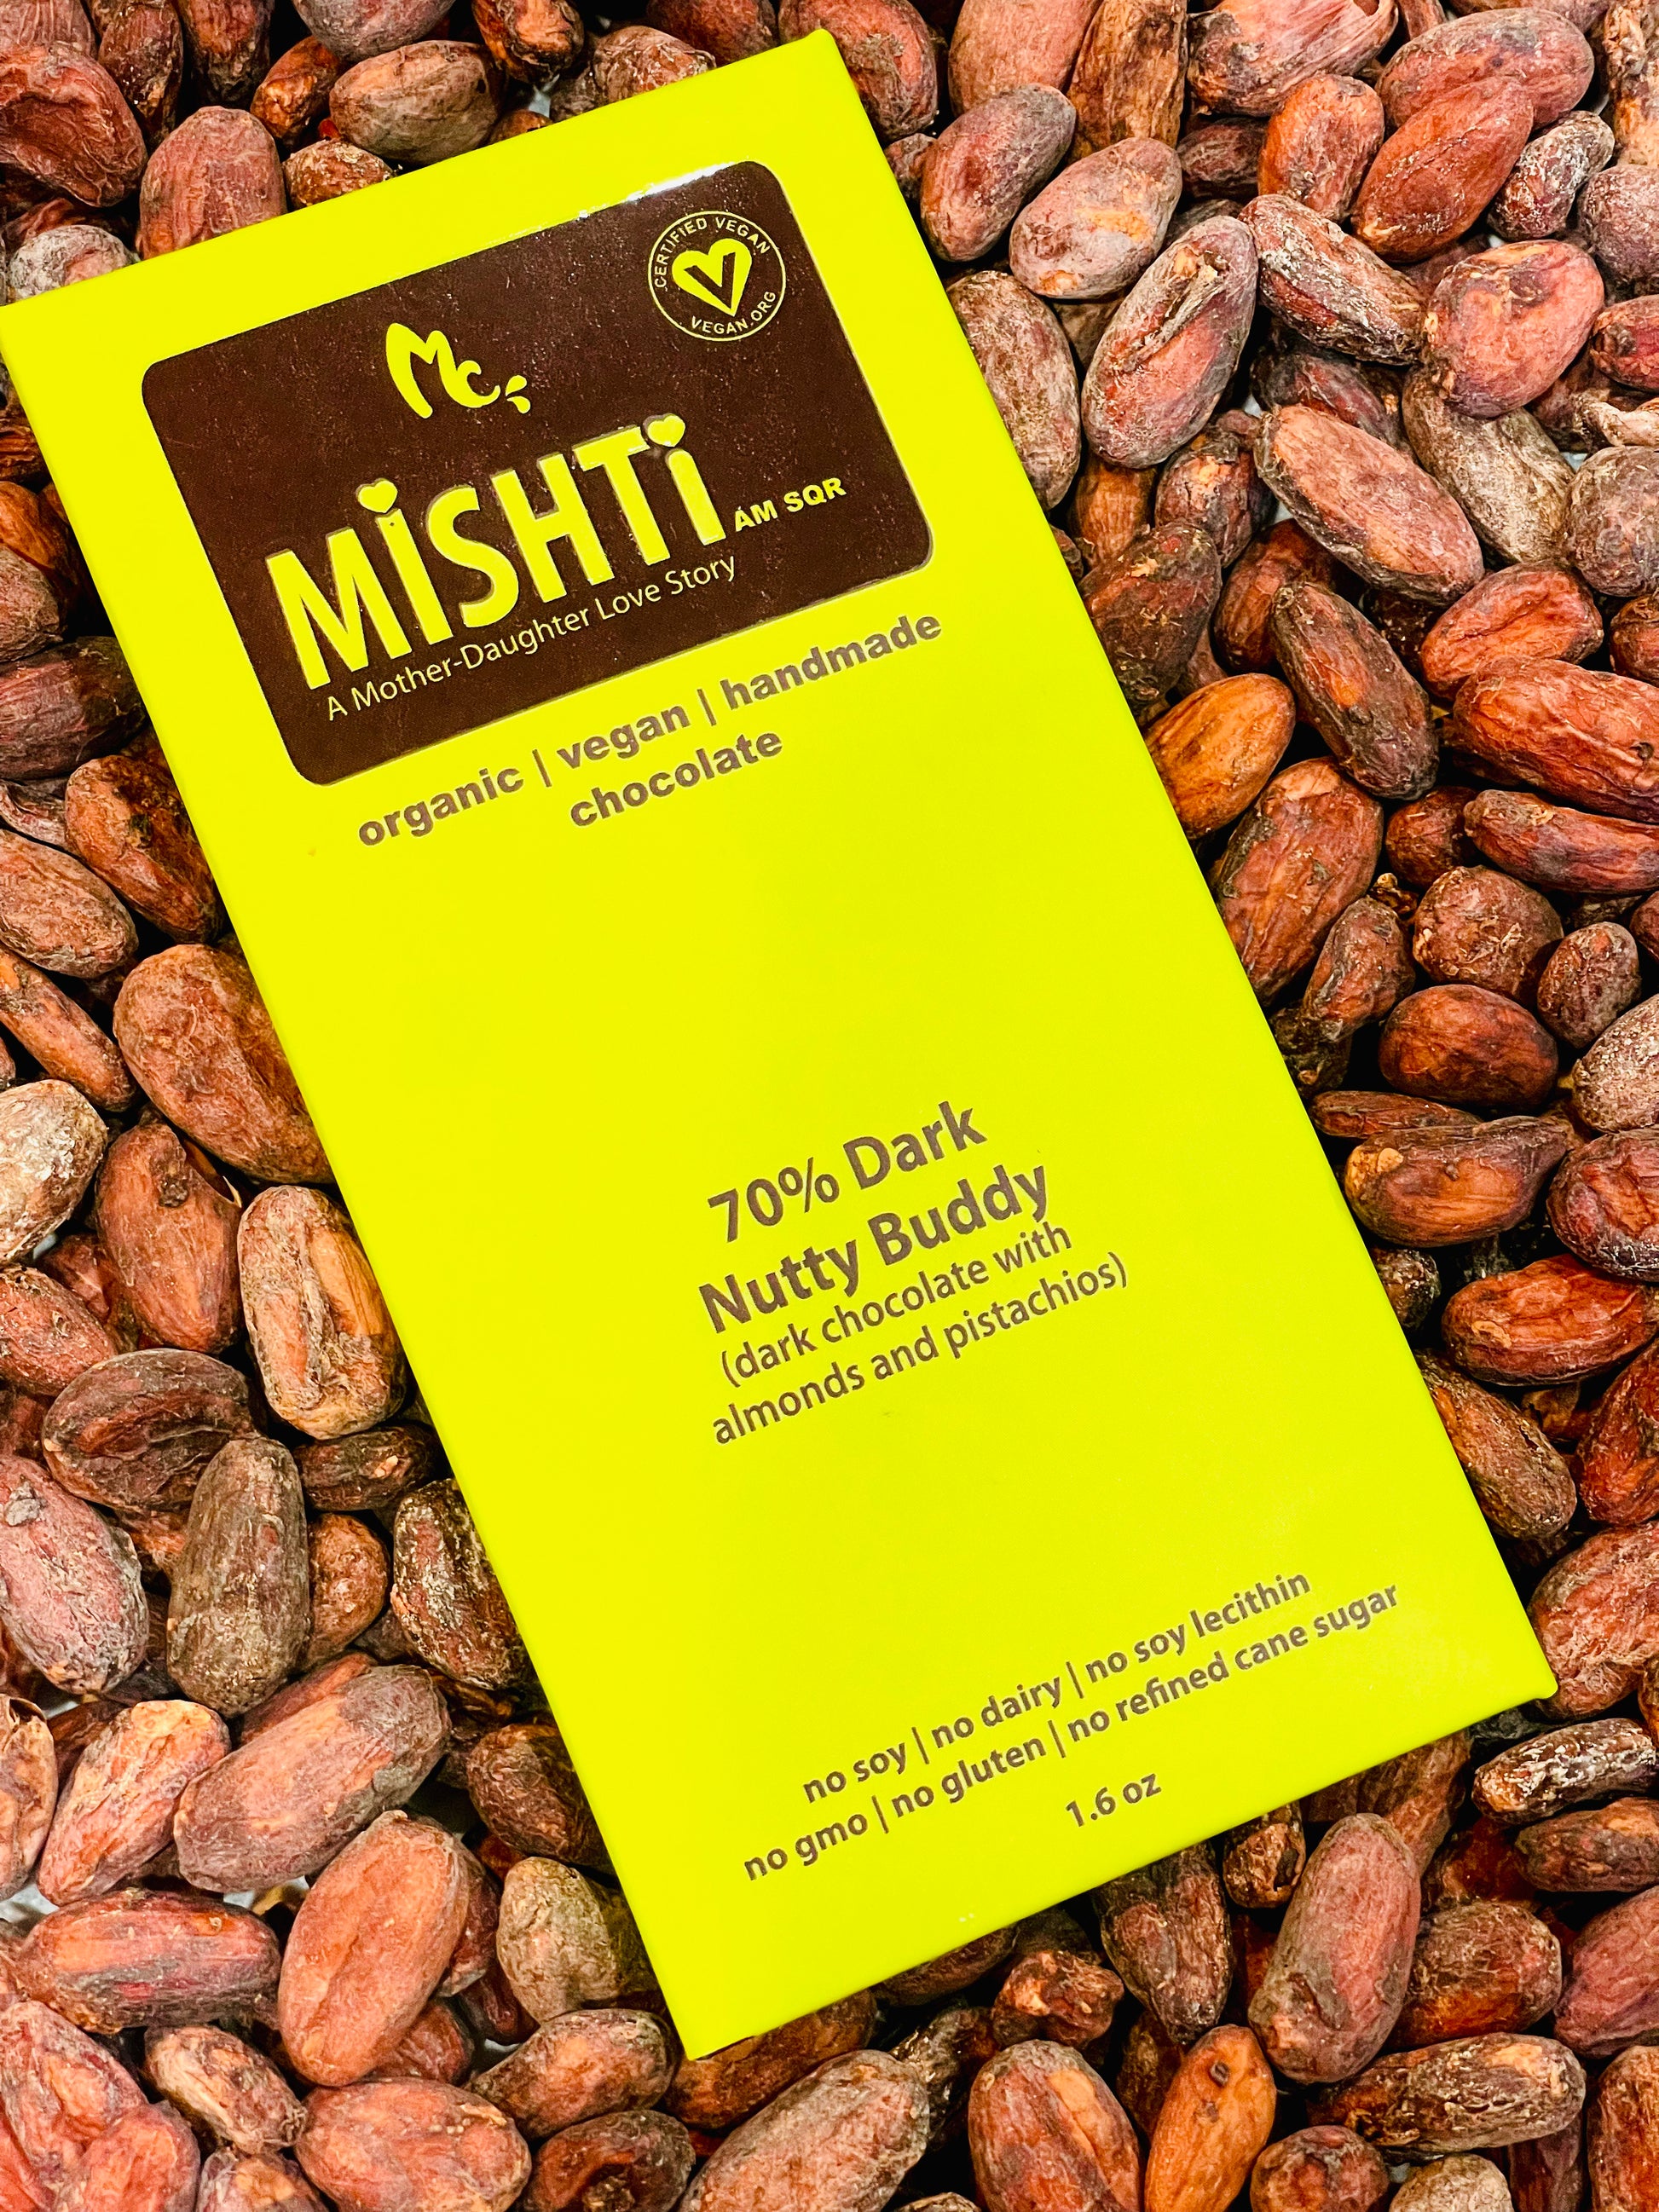 CERTIFIED VEGAN
VEGAN.ORG
Mc
MiSHTi AM SQR
A Mother-Daughter Love Story
organic | vegan | handmade
chocolate
70% Dark
Nutty Buddy
(dark chocolate with
almonds and pistachios)
no soy | no dairy | no soy lecithin
no gmo | no gluten | no refined cane sugar
1.6 oz